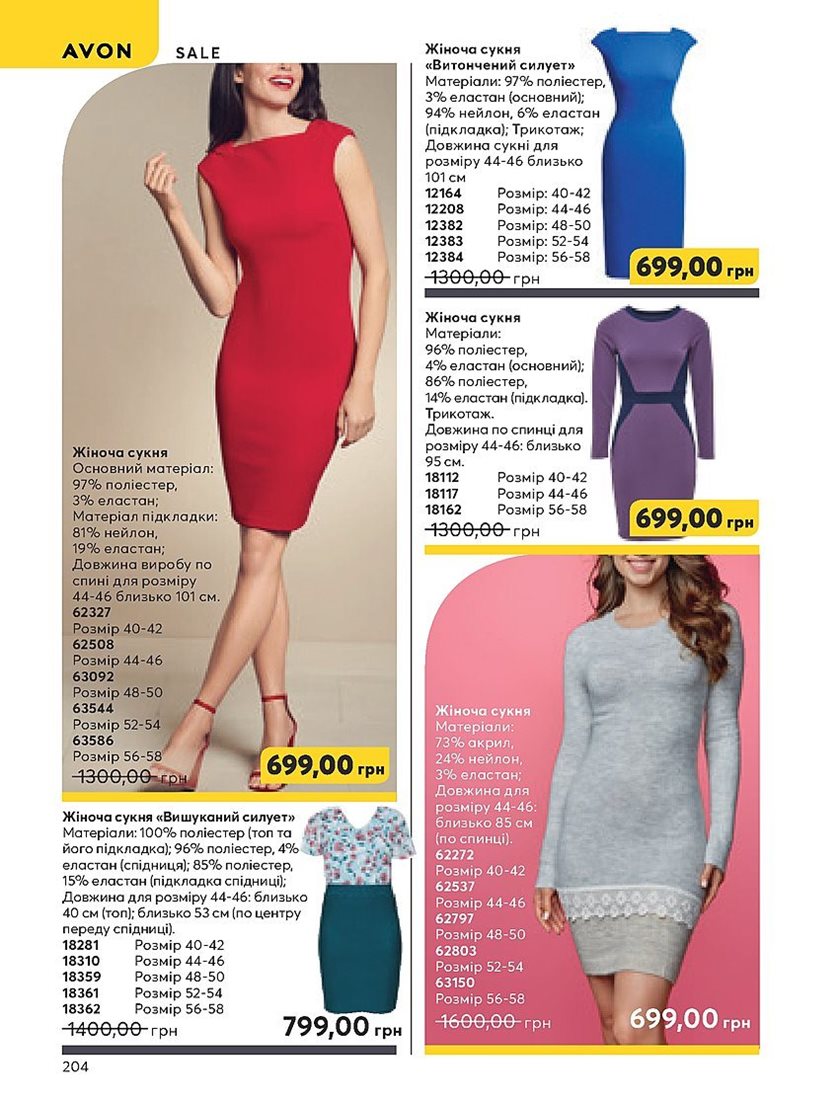 AVON
SALE
Жіноча сукня
Основний матеріал:
97% поліестер,
3% еластан;
Матеріал підкладки:
81% нейлон,
19% еластан;
Довжина виробу по
спині для розміру
44-46 близько 101 см.
62327
Розмір 40-42
62508
Розмір 44-46
63092
Розмір 48-50
63544
Розмір 52-54
63586
Розмір 56-58
1300,00 грн
699,00 грн
Жіноча сукня «Вишуканий силует»
Матеріали: 100% поліестер (топ та
його підкладка); 96% поліестер, 4%
еластан (спідниця); 85% поліестер,
15% еластан (підкладка спідниці);
Довжина для розміру 44-46: близько
40 см (топ); близько 53 см (по центру
переду спідниці).
18281 Розмір 40-42
18310 Розмір 44-46
18359 Розмір 48-50
18361 Розмір 52-54
18362 Розмір 56-58
1400,00 грн
799,00 грн
Жіноча сукня
«Витончений силует»
Матеріали: 97% поліестер,
3% еластан (основний);
94% нейлон, 6% еластан
(підкладка); Трикотаж;
Довжина сукні для
розміру 44-46 близько
101 см
12164 Розмір: 40-42
12208 Розмір: 44-46
12382 Розмір: 48-50
12383 Розмір: 52-54
12384 Розмір: 56-58
1300,00 грн
699,00 грн
Жіноча сукня
Матеріали:
96% поліестер,
4% еластан (основний);
86% поліестер,
14% еластан (підкладка).
Трикотаж.
Довжина по спинці для
розміру 44-46: близько
95 см.
18112 Розмір 40-42
18117 Розмір 44-46
18162 Розмір 56-58
1300,00 грн
699,00 грн
Жіноча сукня
Матеріали:
73% акрил,
24% нейлон,
3% еластан;
Довжина для
розміру 44-46:
близько 85 см
(по спинці).
62272
Розмір 40-42
62537
Розмір 44-46
62797
Розмір 48-50
62803
Розмір 52-54
63150
Розмір 56-58
1600,00 грн
699,00 грн
204